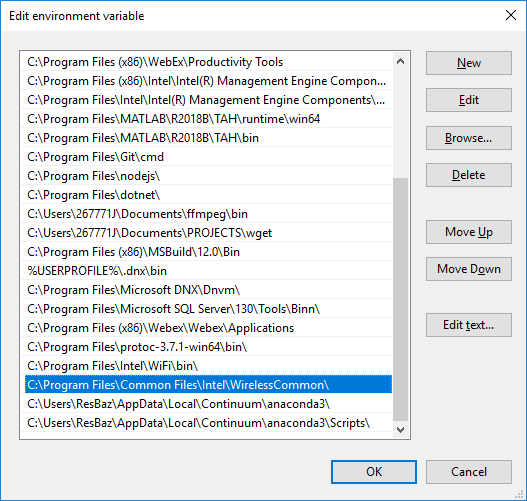 Edit environment variable
C:\Program Files (x86)\WebEx\Productivity Tools
C:\Program Files (x86)\Intel\Intel(R) Management Engine Compon...
C:\Program Files\Intel\Intel(R) Management Engine Components\...
C:\Program Files\MATLAB\R2018B\TAH\runtime\win64
C:\Program Files\MATLAB\R2018B\TAH\bin
C:\Program Files\Git\cmd
C:\Program Files\nodejs\
C:\Program Files\dotnet\
C:\Users\267771J\Documents\ffmpeg\bin
C:\Users\267771J\Documents\PROJECTS\wget
C:\Program Files (x86)\MSBuild\12.0\Bin
%USERPROFILE%\.dnx\bin
C:\Program Files\Microsoft DNX\Dnvm\
C:\Program Files\Microsoft SQL Server\130\Tools\Binn\
C:\Program Files (x86)\Webex\Webex\Applications
C:\Program Files\protoc-3.7.1-win64\bin\
C:\Program Files\Intel\WiFi\bin\
C:\Program Files\Common Files\Intel\WirelessCommon\
C:\Users\ResBaz\AppData\Local\Continuum\anaconda3\
C:\Users\ResBaz\AppData\Local\Continuum\anaconda3\Scripts\
New
Edit
Browse...
Delete
Move Up
Move Down
Edit text...
OK
Cancel